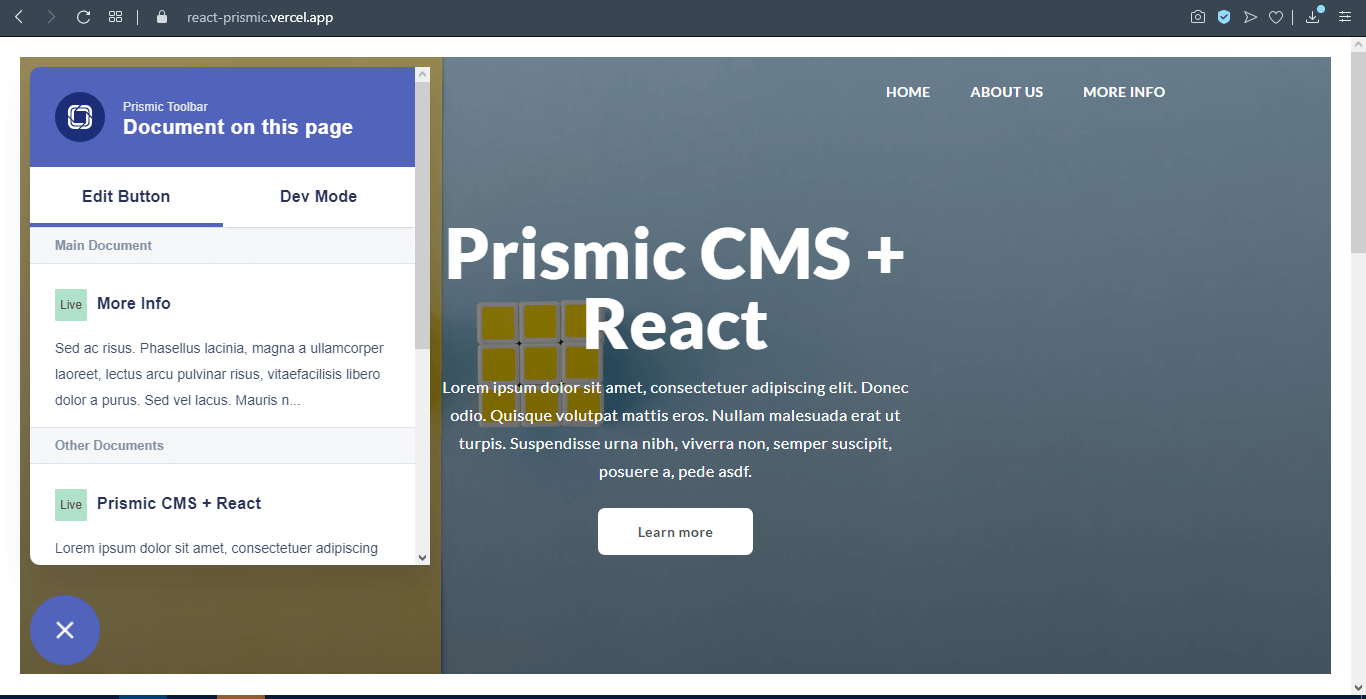 react-prismic.vercel.app
HOME
ABOUT US
MORE INFO
Prismic Toolbar
Document on this page
Edit Button
Dev Mode
Main Document
Live
More Info
Sed ac risus. Phasellus lacinia, magna a ullamcorper
laoreet, lectus arcu pulvinar risus, vitaefacilisis libero
dolor a purus. Sed vel lacus. Mauris n...
Other Documents
Live
Prismic CMS + React
Lorem ipsum dolor sit amet, consectetuer adipiscing
Prismic CMS +
React
Lorem ipsum dolor sit amet, consectetuer adipiscing elit. Donec
odio. Quisque volutpat mattis eros. Nullam malesuada erat ut
turpis. Suspendisse urna nibh, viverra non, semper suscipit,
posuere a, pede asdf.
Learn more